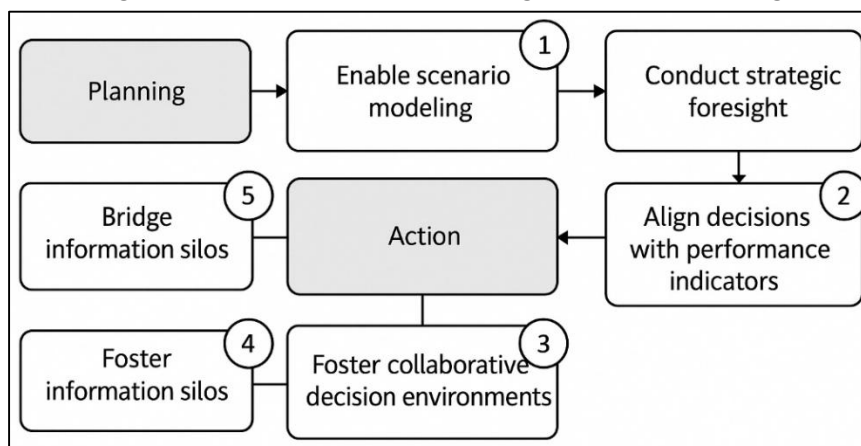 Planning
Enable scenario
modeling
1
Conduct strategic
foresight
Bridge
information silos
5
Action
Align decisions
with performance
indicators
2
Foster
information silos
4
Foster collaborative
decision environments
3